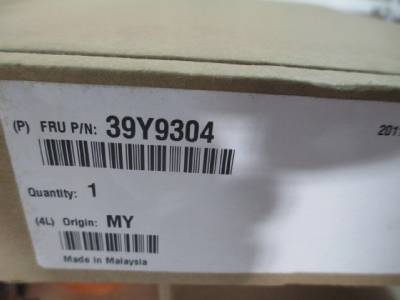 (P) FRU P/N: 39Y9304
Quantity: 1
(4L) Origin: MY
Made in Malaysia